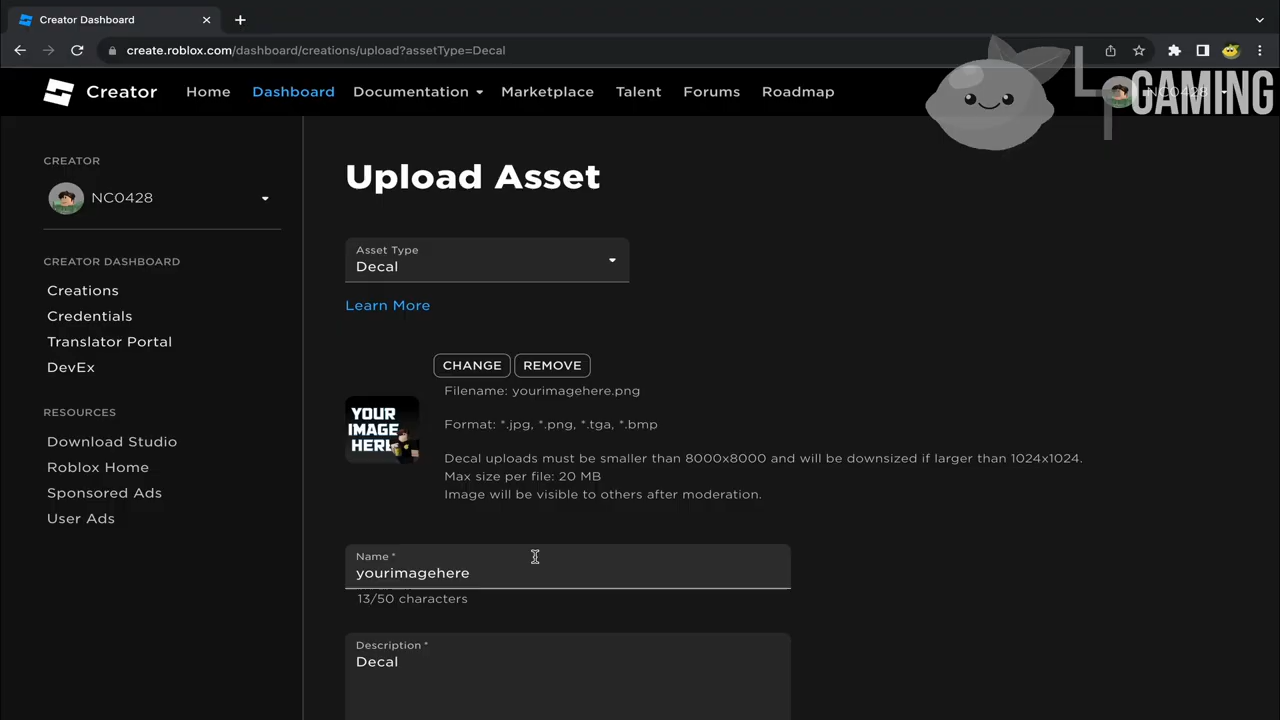 Creator Dashboard
create.roblox.com/dashboard/creations/upload?assetType=Decal
Creator
Home
Dashboard
Documentation
Marketplace
Talent
Forums
Roadmap
NC0428
LP GAMING
CREATOR
NC0428
CREATOR DASHBOARD
Creations
Credentials
Translator Portal
DevEx
RESOURCES
Download Studio
Roblox Home
Sponsored Ads
User Ads
Upload Asset
Asset Type
Decal
Learn More
CHANGE
REMOVE
YOUR
IMAGE
HERE
Filename: yourimagehere.png
Format: *.jpg, *.png, *.tga, *.bmp
Decal uploads must be smaller than 8000x8000 and will be downsized if larger than 1024x1024.
Max size per file: 20 MB
Image will be visible to others after moderation.
Name *
yourimagehere
13/50 characters
Description *
Decal